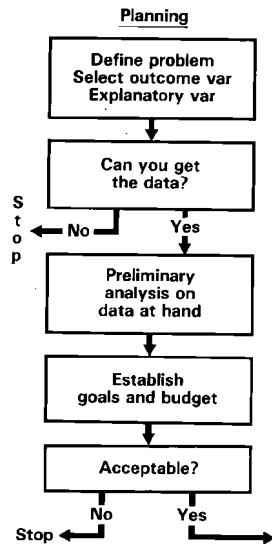 Planning
Define problem
Select outcome var
Explanatory var
Can you get
the data?
Stop
No
Yes
Preliminary
analysis on
data at hand
Establish
goals and budget
Acceptable?
No
Yes
Stop